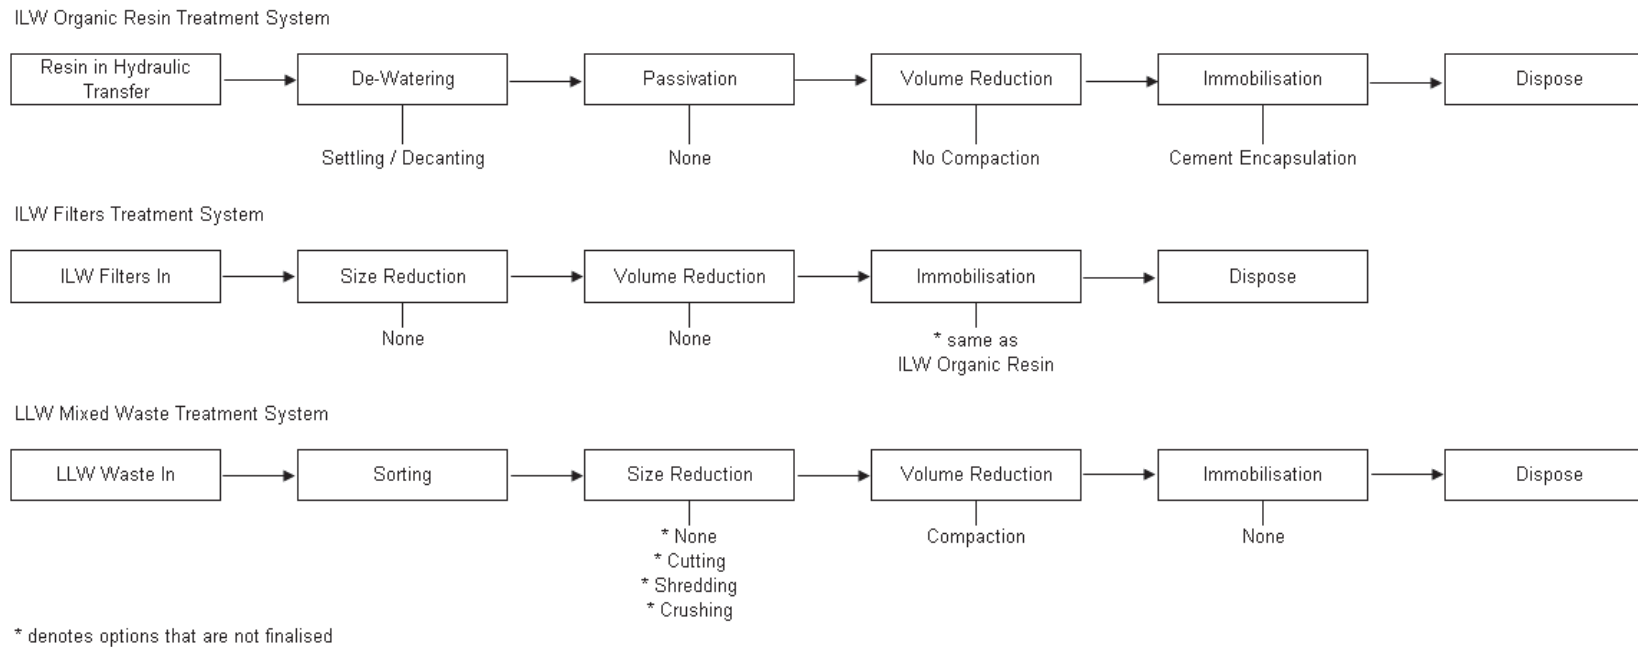 ILW Organic Resin Treatment System
Resin in Hydraulic
Transfer
De-Watering
Passivation
Volume Reduction
Immobilisation
Dispose
Settling / Decanting
None
No Compaction
Cement Encapsulation
ILW Filters Treatment System
ILW Filters In
Size Reduction
Volume Reduction
Immobilisation
Dispose
None
None
* same as
ILW Organic Resin
LLW Mixed Waste Treatment System
LLW Waste In
Sorting
Size Reduction
Volume Reduction
Immobilisation
Dispose
* None
* Cutting
* Shredding
* Crushing
Compaction
None
* denotes options that are not finalised